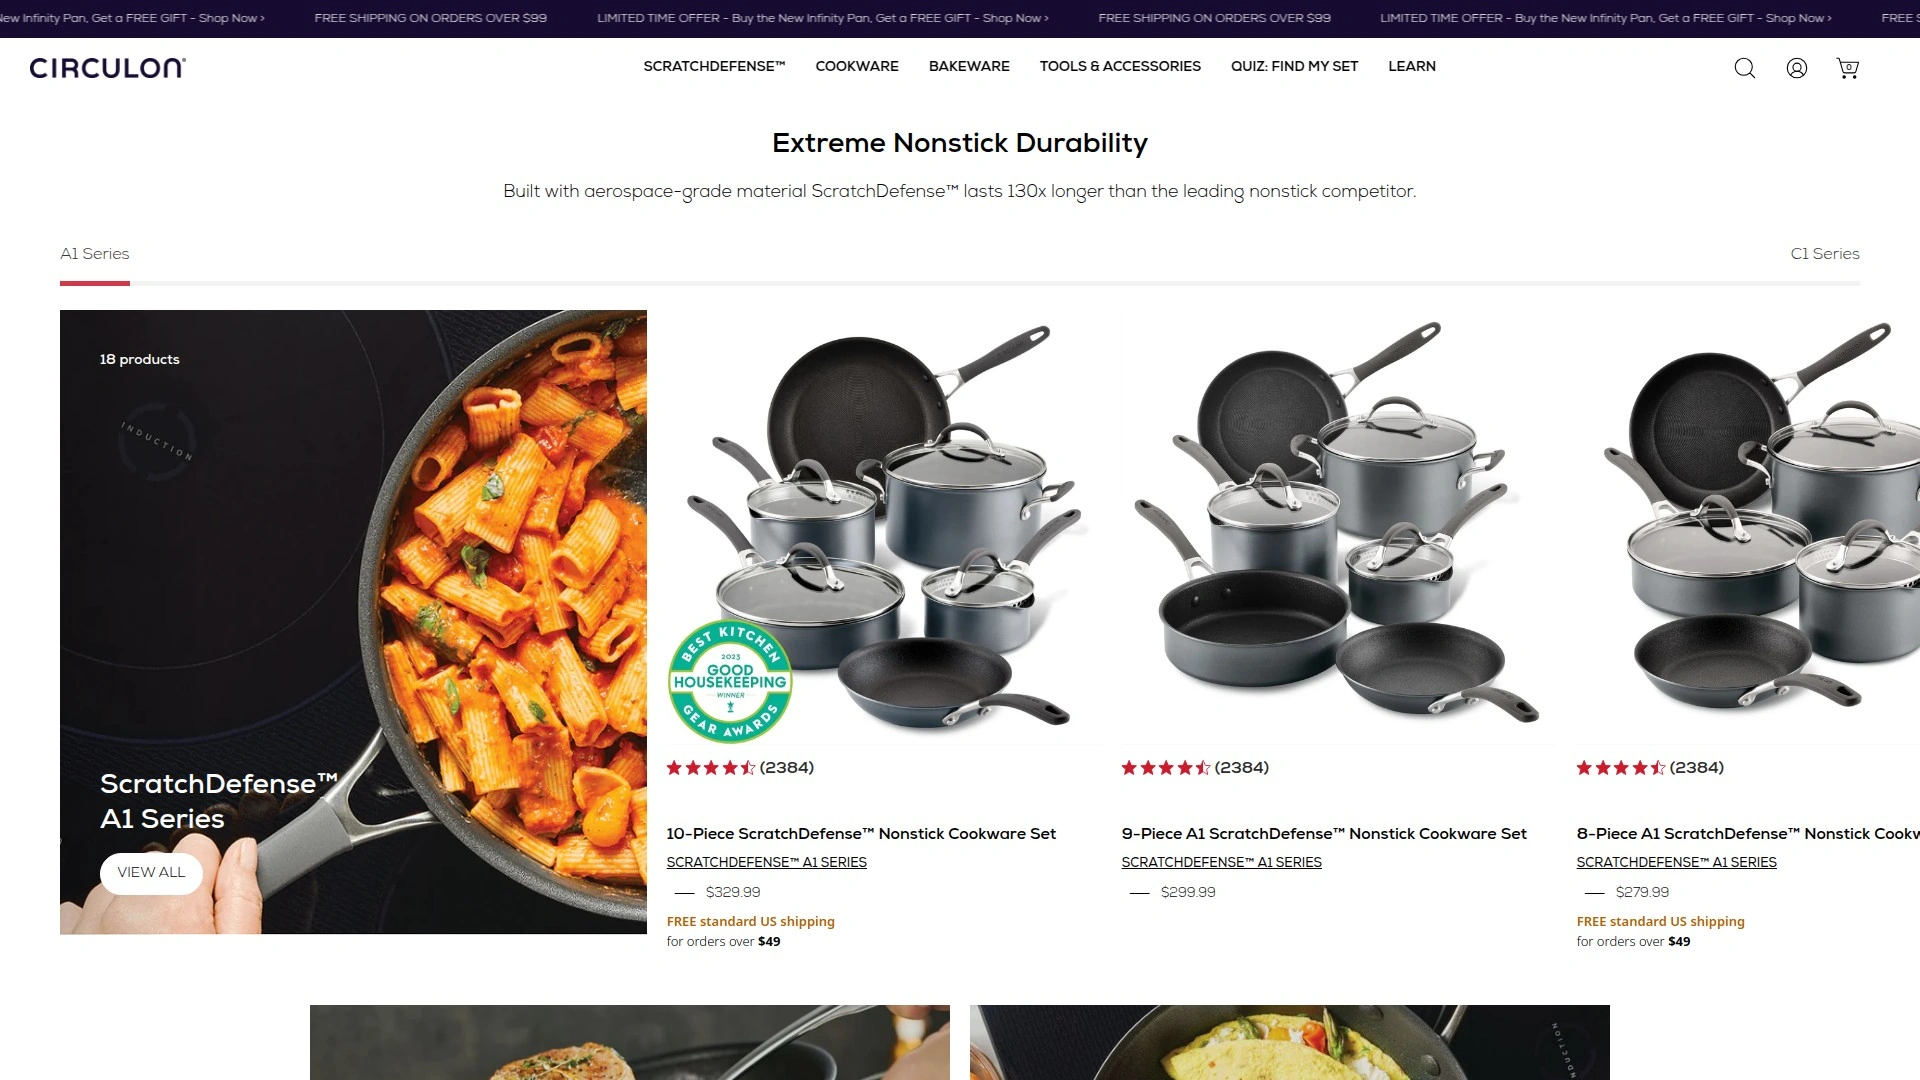 New Infinity Pan, Get a FREE GIFT - Shop Now ›
FREE SHIPPING ON ORDERS OVER $99
LIMITED TIME OFFER - Buy the New Infinity Pan, Get a FREE GIFT - Shop Now ›
FREE SHIPPING ON ORDERS OVER $99
LIMITED TIME OFFER - Buy the New Infinity Pan, Get a FREE GIFT - Shop Now ›
FREE
CIRCULON®
SCRATCHDEFENSE™
COOKWARE
BAKEWARE
TOOLS & ACCESSORIES
QUIZ: FIND MY SET
LEARN
0
Extreme Nonstick Durability
Built with aerospace-grade material ScratchDefense™ lasts 130x longer than the leading nonstick competitor.
A1 Series
C1 Series
18 products
INDUCTION
ScratchDefense™
A1 Series
VIEW ALL
BEST KITCHEN
2023
GOOD
HOUSEKEEPING
WINNER
GEAR AWARDS
(2384)
10-Piece ScratchDefense™ Nonstick Cookware Set
SCRATCHDEFENSE™ A1 SERIES
— $329.99
FREE standard US shipping
for orders over $49
(2384)
9-Piece A1 ScratchDefense™ Nonstick Cookware Set
SCRATCHDEFENSE™ A1 SERIES
— $299.99
(2384)
8-Piece A1 ScratchDefense™ Nonstick Cookw
SCRATCHDEFENSE™ A1 SERIES
— $279.99
FREE standard US shipping
for orders over $49